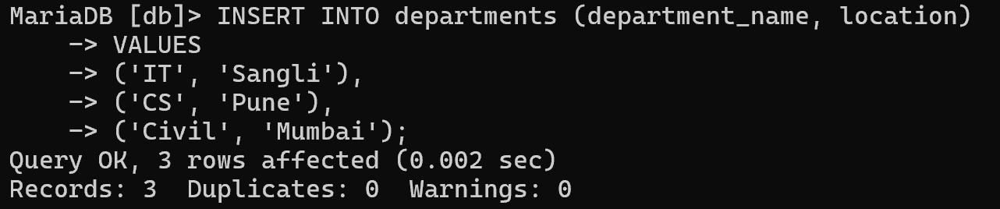 MariaDB [db]> INSERT INTO departments (department_name, location)
    -> VALUES
    -> ('IT', 'Sangli'),
    -> ('CS', 'Pune'),
    -> ('Civil', 'Mumbai');
Query OK, 3 rows affected (0.002 sec)
Records: 3  Duplicates: 0  Warnings: 0